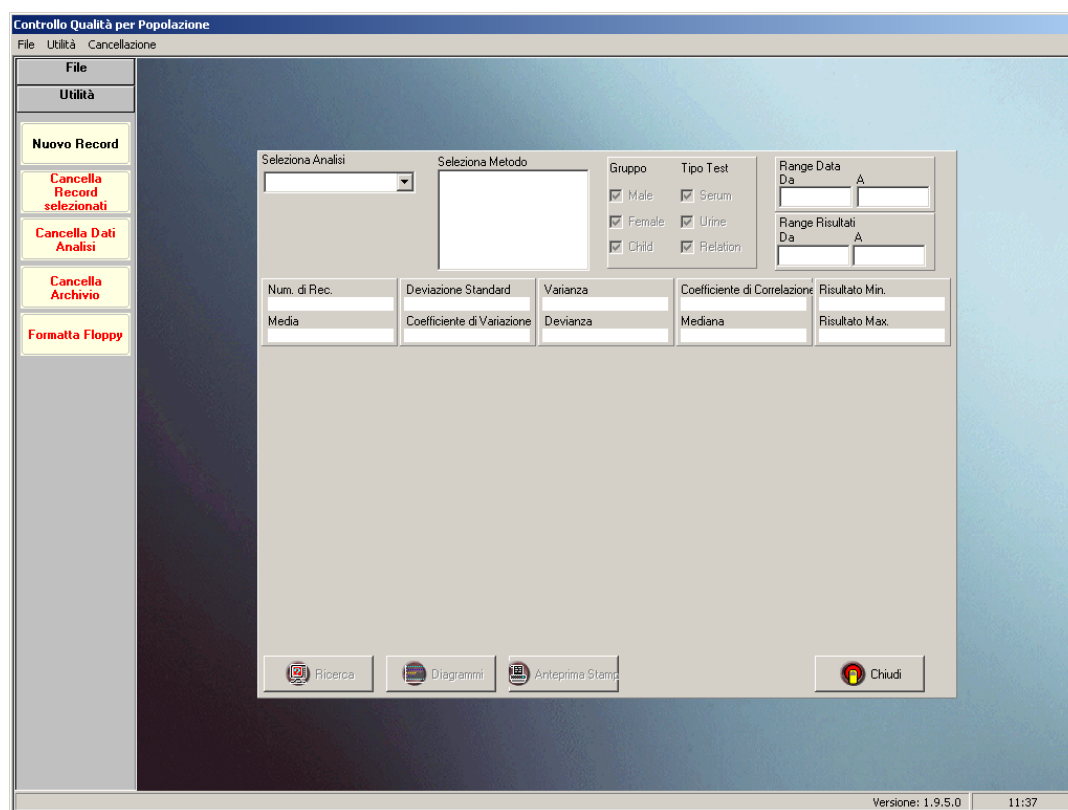 Controllo Qualità per Popolazione
File Utilità Cancellazione
File
Utilità
Nuovo Record
Cancella
Record
selezionati
Cancella Dati
Analisi
Cancella
Archivio
Formatta Floppy
Seleziona Analisi
Seleziona Metodo
Gruppo Tipo Test
Male Serum
Female Urine
Child Relation
Range Data
Da A
Range Risultati
Da A
Num. di Rec. Deviazione Standard Varianza Coefficiente di Correlazione Risultato Min.
Media Coefficiente di Variazione Devianza Mediana Risultato Max.
Ricerca Diagrammi Anteprima Stamp Chiudi
Versione: 1.9.5.0 11:37